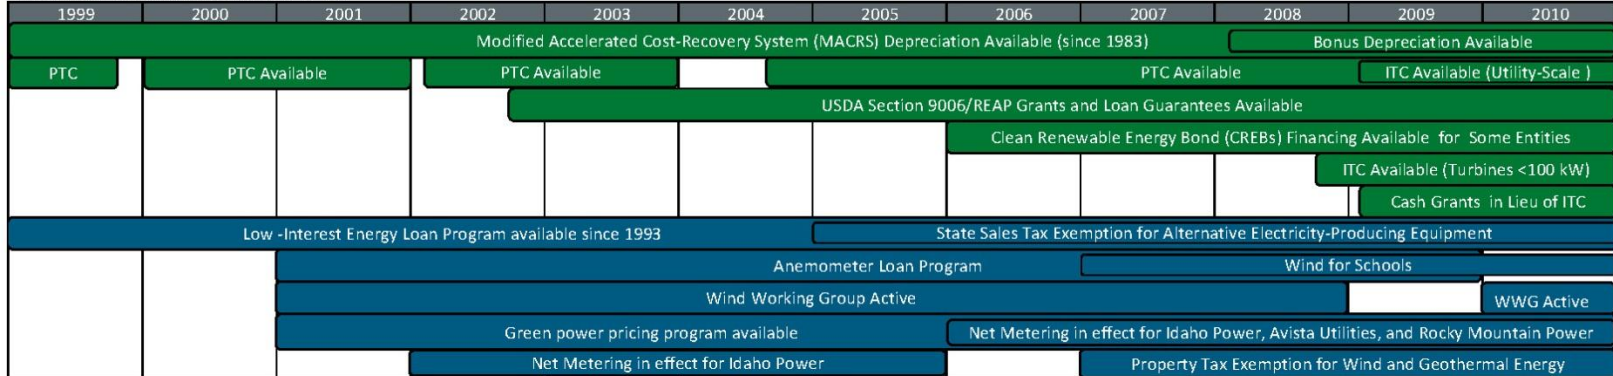 1999 2000 2001 2002 2003 2004 2005 2006 2007 2008 2009 2010
Modified Accelerated Cost-Recovery System (MACRS) Depreciation Available (since 1983) Bonus Depreciation Available
PTC PTC Available PTC Available PTC Available ITC Available (Utility-Scale )
USDA Section 9006/REAP Grants and Loan Guarantees Available
Clean Renewable Energy Bond (CREBs) Financing Available for Some Entities
ITC Available (Turbines <100 kW)
Cash Grants in Lieu of ITC
Low -Interest Energy Loan Program available since 1993 State Sales Tax Exemption for Alternative Electricity-Producing Equipment
Anemometer Loan Program Wind for Schools
Wind Working Group Active WWG Active
Green power pricing program available Net Metering in effect for Idaho Power, Avista Utilities, and Rocky Mountain Power
Net Metering in effect for Idaho Power Property Tax Exemption for Wind and Geothermal Energy